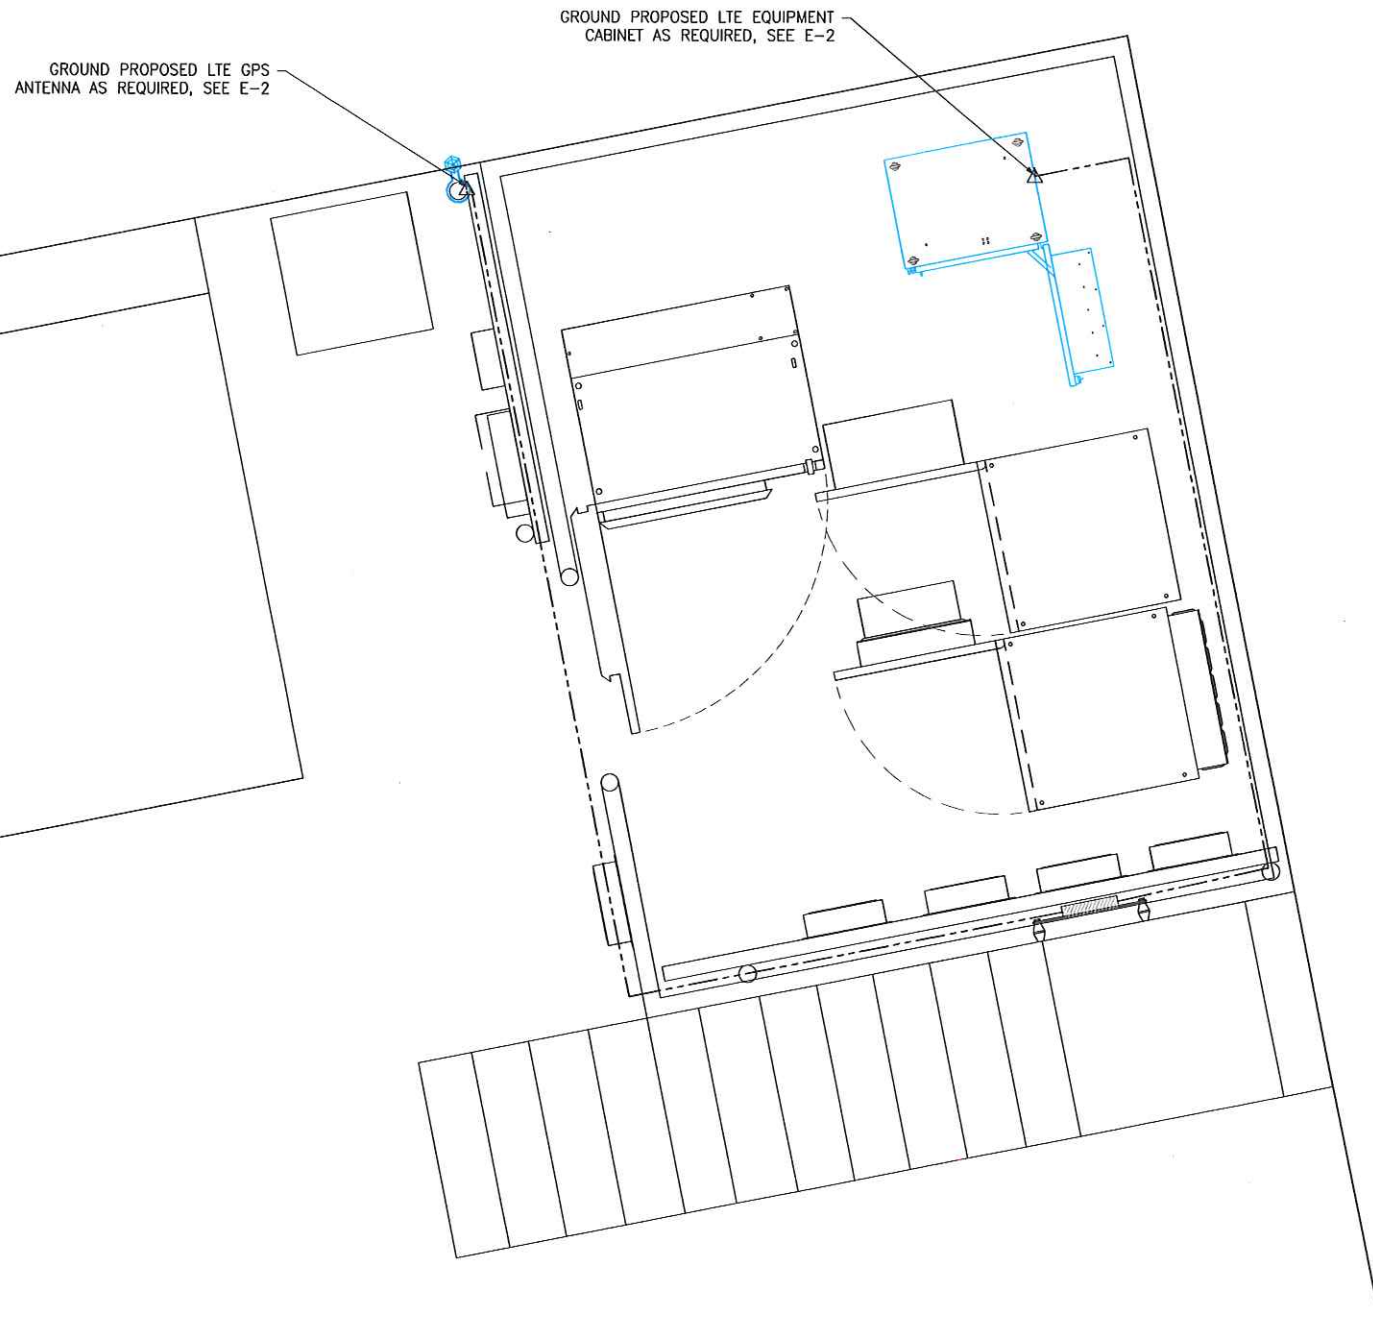 GROUND PROPOSED LTE EQUIPMENT
CABINET AS REQUIRED, SEE E-2
GROUND PROPOSED LTE GPS
ANTENNA AS REQUIRED, SEE E-2